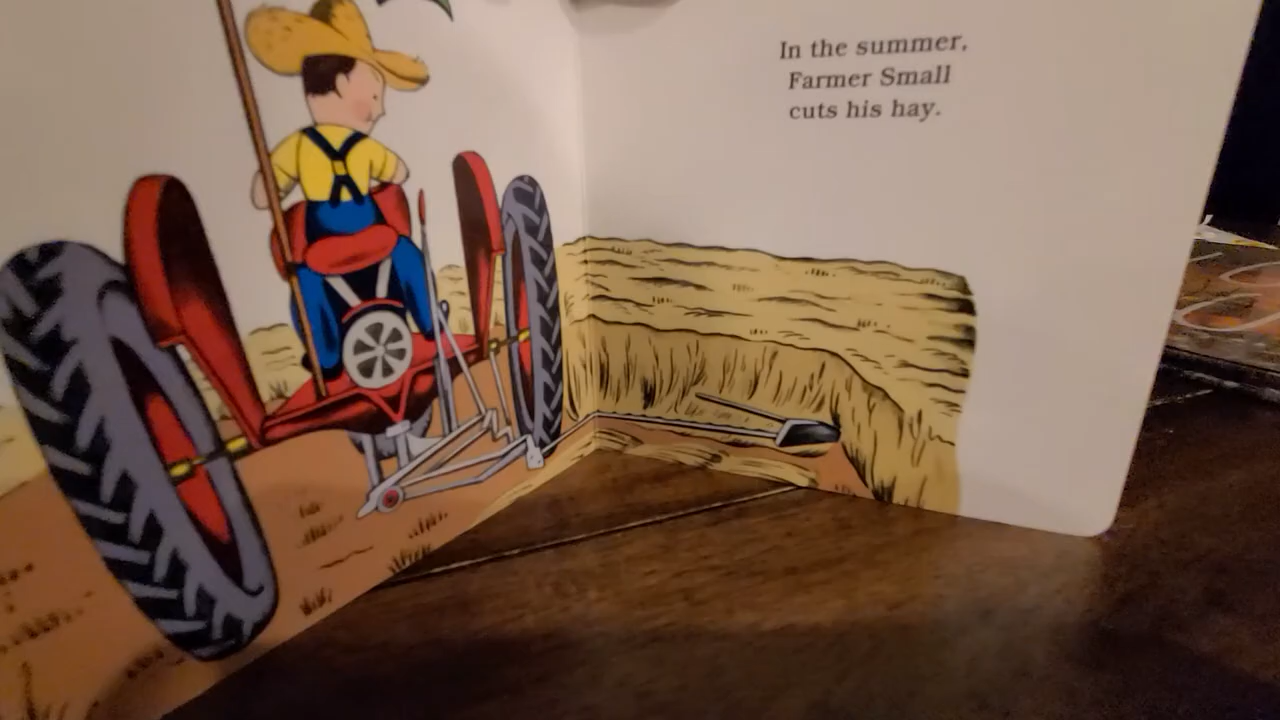 In the summer,
Farmer Small
cuts his hay.